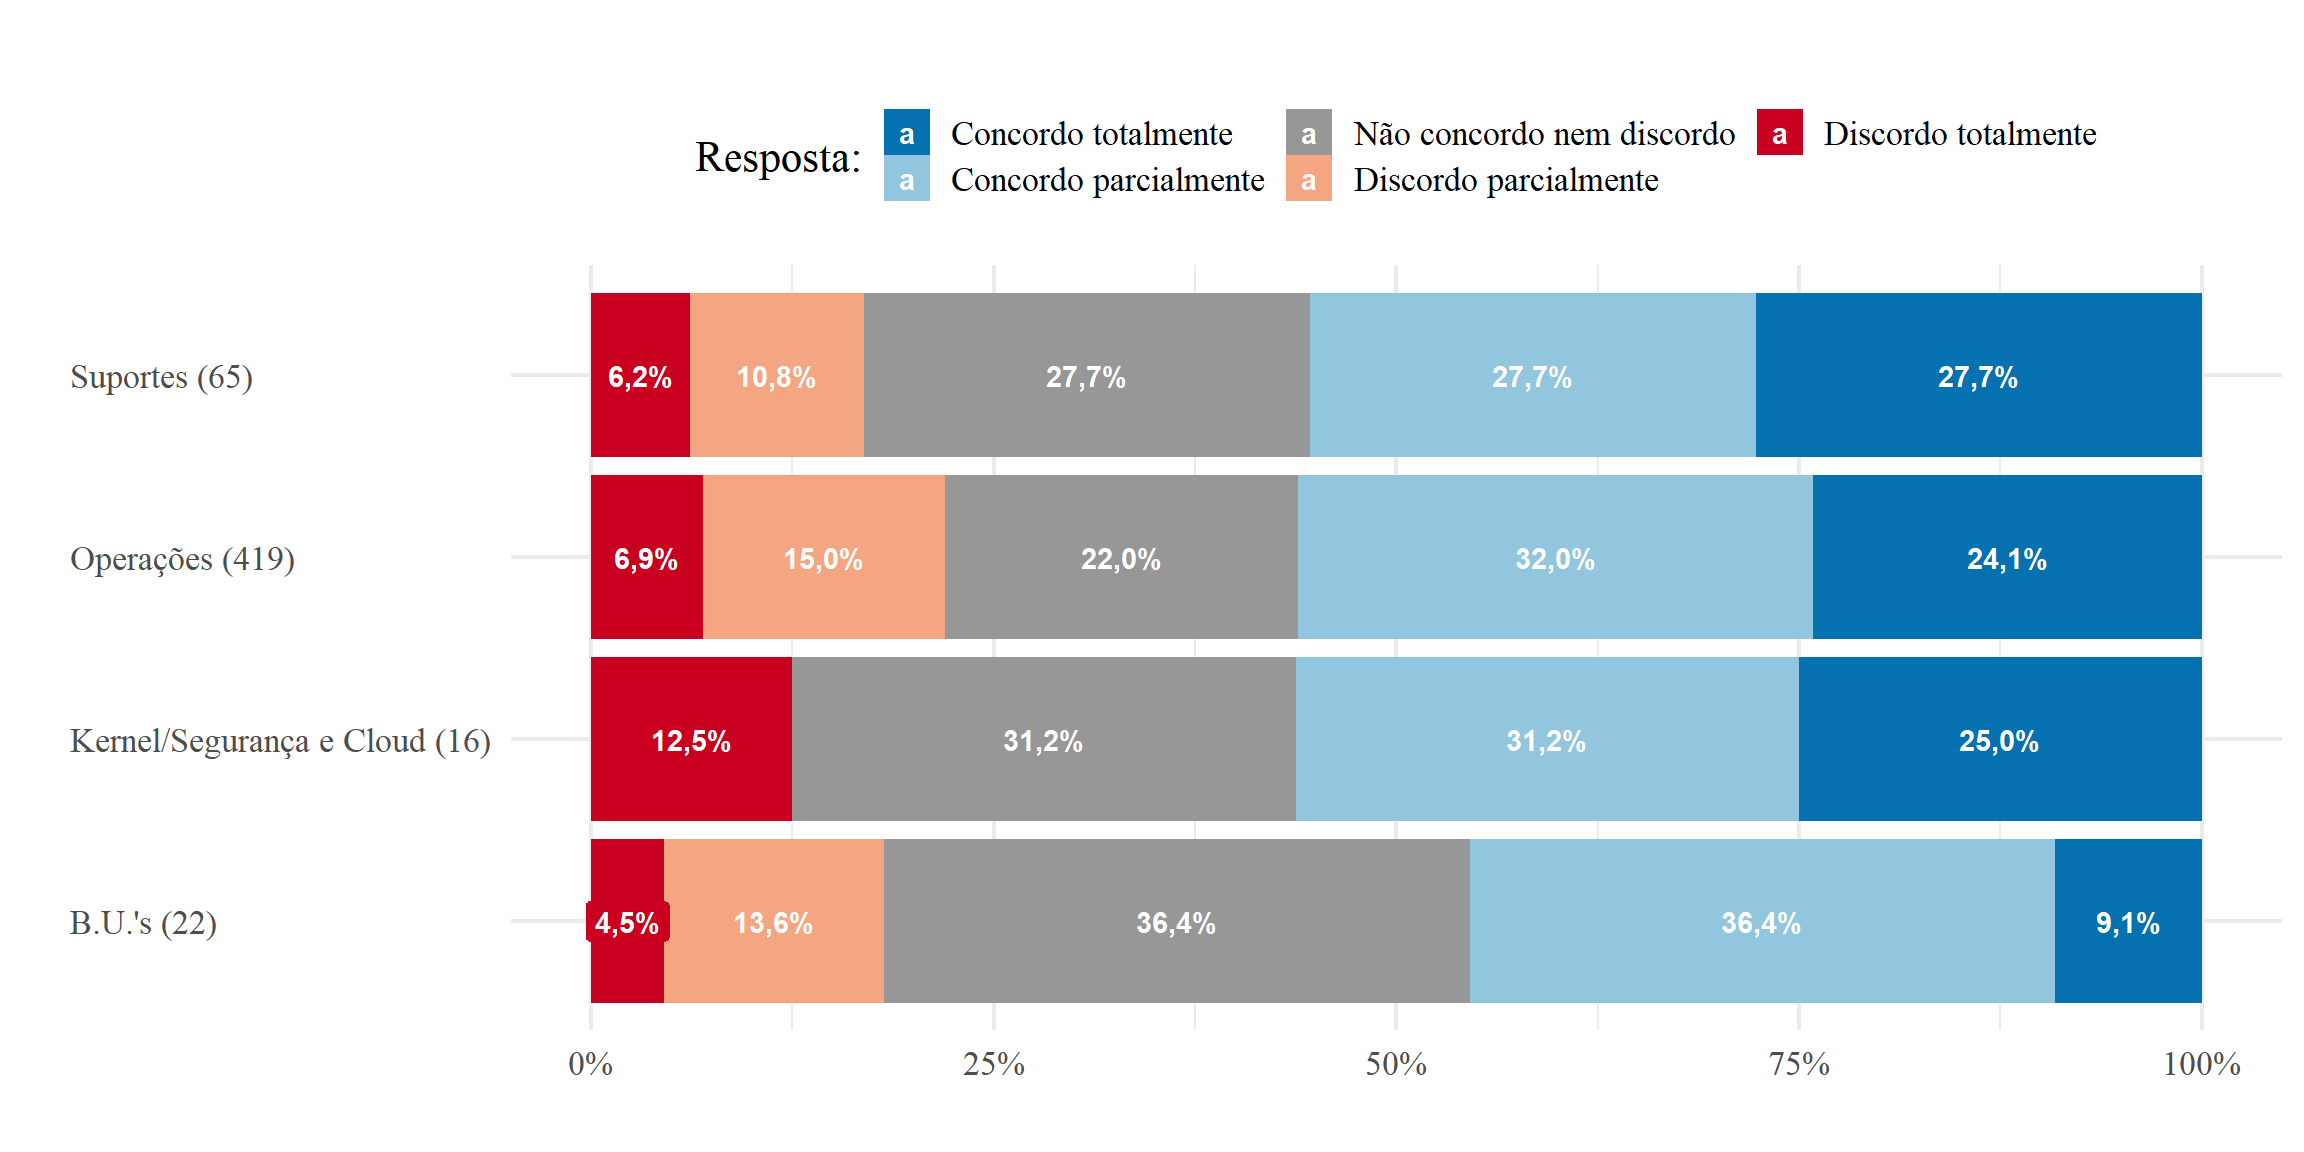 Resposta:
a Concordo totalmente
a Concordo parcialmente
a Não concordo nem discordo
a Discordo parcialmente
a Discordo totalmente
Suportes (65) 6,2% 10,8% 27,7% 27,7% 27,7%
Operações (419) 6,9% 15,0% 22,0% 32,0% 24,1%
Kernel/Segurança e Cloud (16) 12,5% 31,2% 31,2% 25,0%
B.U.'s (22) 4,5% 13,6% 36,4% 36,4% 9,1%
0% 25% 50% 75% 100%